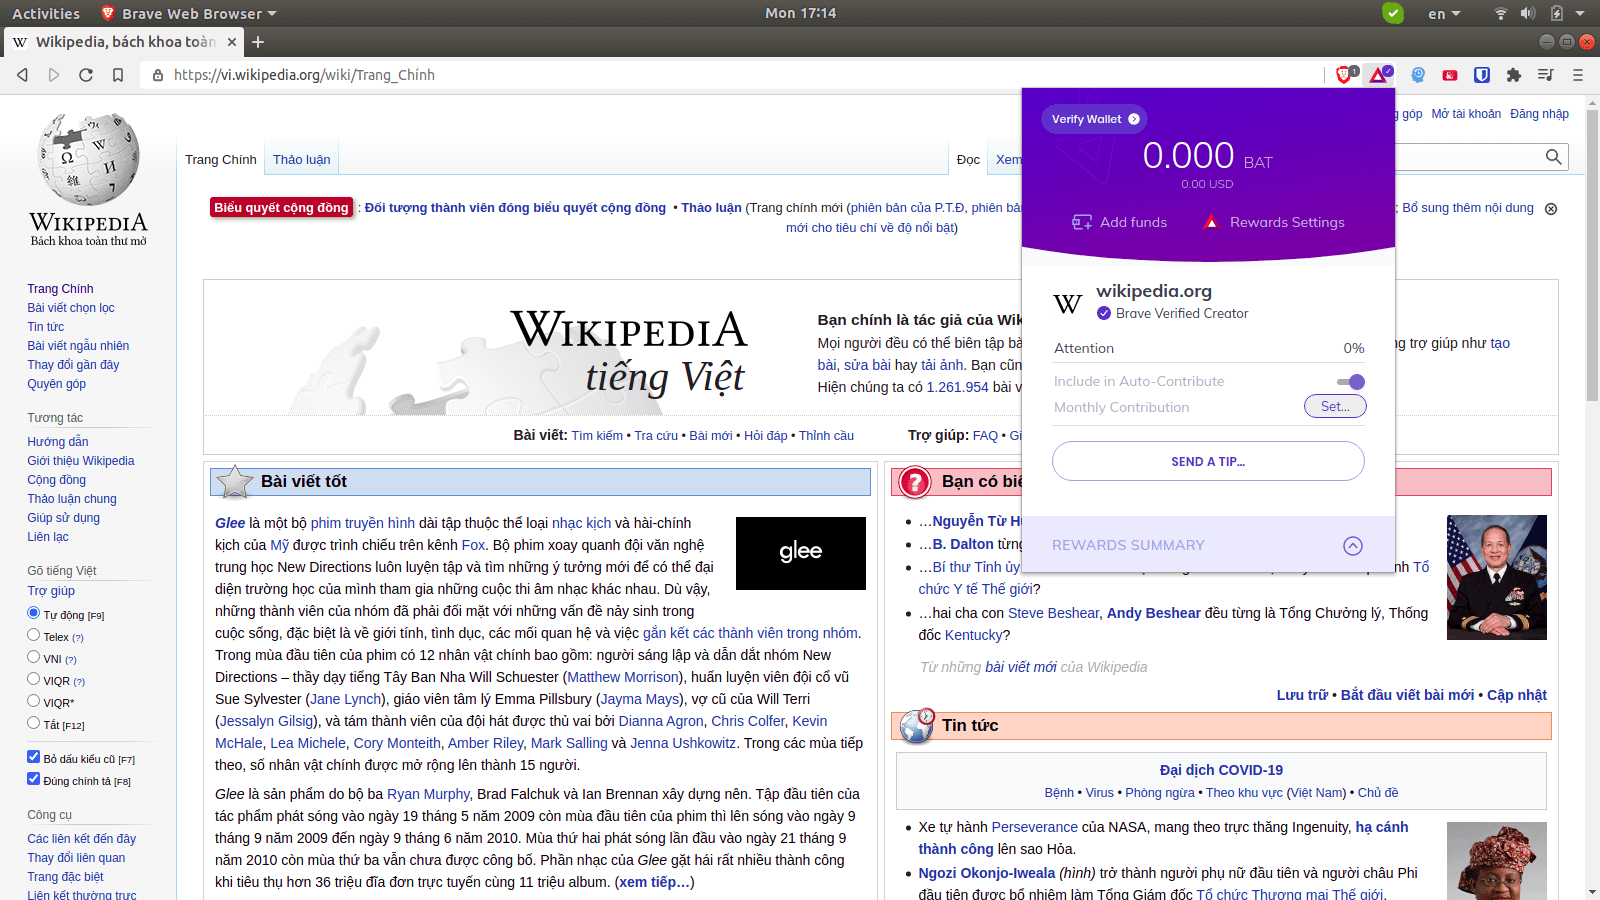 Activities
Brave Web Browser
Mon 17:14
en
Wikipedia, bách khoa toàn
https://vi.wikipedia.org/wiki/Trang_Chính
1
WIKIPEDIA
Bách khoa toàn thư mở
Trang Chính
Bài viết chọn lọc
Tin tức
Bài viết ngẫu nhiên
Thay đổi gần đây
Quyên góp
Tương tác
Hướng dẫn
Giới thiệu Wikipedia
Cộng đồng
Thảo luận chung
Giúp sử dụng
Liên lạc
Gõ tiếng Việt
Trợ giúp
Tự động [F9]
Telex (?)
VNI (?)
VIQR (?)
VIQR*
Tắt [F12]
Bỏ dấu kiểu cũ [F7]
Đúng chính tả [F8]
Công cụ
Các liên kết đến đây
Thay đổi liên quan
Trang đặc biệt
Liên kết thường trực
góp Mở tài khoản Đăng nhập
Trang Chính Thảo luận
Đọc Xem
Biểu quyết cộng đồng : Đối tượng thành viên đóng biểu quyết cộng đồng • Thảo luận (Trang chính mới (phiên bản của P.T.Đ, phiên bản ; Bổ sung thêm nội dung
mới cho tiêu chí về độ nổi bật)
WIKIPEDIA
tiếng Việt
Bạn chính là tác giả của Wik
Mọi người đều có thể biên tập bà ng trợ giúp như tạo
bài, sửa bài hay tải ảnh. Bạn cũn
Hiện chúng ta có 1.261.954 bài v
Bài viết: Tìm kiếm • Tra cứu • Bài mới • Hỏi đáp • Thỉnh cầu
Trợ giúp: FAQ • Gi
Bài viết tốt
Glee là một bộ phim truyền hình dài tập thuộc thể loại nhạc kịch và hài-chính
kịch của Mỹ được trình chiếu trên kênh Fox. Bộ phim xoay quanh đội văn nghệ
trung học New Directions luôn luyện tập và tìm những ý tưởng mới để có thể đại
diện trường học của mình tham gia những cuộc thi âm nhạc khác nhau. Dù vậy,
những thành viên của nhóm đã phải đối mặt với những vấn đề nảy sinh trong
cuộc sống, đặc biệt là về giới tính, tình dục, các mối quan hệ và việc gắn kết các thành viên trong nhóm.
Trong mùa đầu tiên của phim có 12 nhân vật chính bao gồm: người sáng lập và dẫn dắt nhóm New
Directions – thầy dạy tiếng Tây Ban Nha Will Schuester (Matthew Morrison), huấn luyện viên đội cổ vũ
Sue Sylvester (Jane Lynch), giáo viên tâm lý Emma Pillsbury (Jayma Mays), vợ cũ của Will Terri
(Jessalyn Gilsig), và tám thành viên của đội hát được thủ vai bởi Dianna Agron, Chris Colfer, Kevin
McHale, Lea Michele, Cory Monteith, Amber Riley, Mark Salling và Jenna Ushkowitz. Trong các mùa tiếp
theo, số nhân vật chính được mở rộng lên thành 15 người.
glee
Glee là sản phẩm do bộ ba Ryan Murphy, Brad Falchuk và Ian Brennan xây dựng nên. Tập đầu tiên của
tác phẩm phát sóng vào ngày 19 tháng 5 năm 2009 còn mùa đầu tiên của phim thì lên sóng vào ngày 9
tháng 9 năm 2009 đến ngày 9 tháng 6 năm 2010. Mùa thứ hai phát sóng lần đầu vào ngày 21 tháng 9
năm 2010 còn mùa thứ ba vẫn chưa được công bố. Phần nhạc của Glee gặt hái rất nhiều thành công
khi tiêu thụ hơn 36 triệu đĩa đơn trực tuyến cùng 11 triệu album. (xem tiếp...)
Bạn có biế
...Nguyễn Từ Hu
...B. Dalton từng
...Bí thư Tỉnh ủy nh Tổ
chức Y tế Thế giới?
...hai cha con Steve Beshear, Andy Beshear đều từng là Tổng Chưởng lý, Thống
đốc Kentucky?
Từ những bài viết mới của Wikipedia
Lưu trữ • Bắt đầu viết bài mới • Cập nhật
Tin tức
Đại dịch COVID-19
Bệnh • Virus • Phòng ngừa • Theo khu vực (Việt Nam) • Chủ đề
Xe tự hành Perseverance của NASA, mang theo trực thăng Ingenuity, hạ cánh
thành công lên sao Hỏa.
Ngozi Okonjo-Iweala (hình) trở thành người phụ nữ đầu tiên và người châu Phi
đầu tiên được bổ nhiệm làm Tổng Giám đốc Tổ chức Thương mại Thế giới.
Verify Wallet
0.000 BAT
0.00 USD
Add funds
Rewards Settings
W
wikipedia.org
Brave Verified Creator
Attention 0%
Include in Auto-Contribute
Monthly Contribution Set...
SEND A TIP...
REWARDS SUMMARY